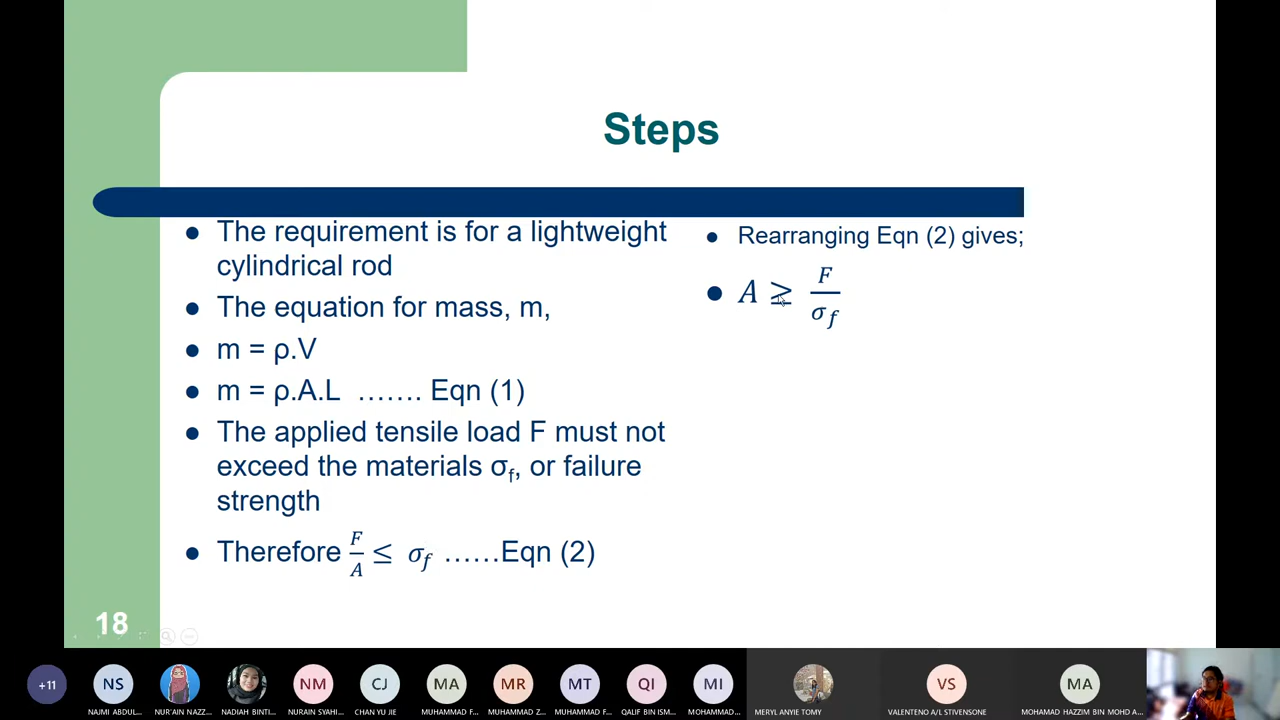 Steps
The requirement is for a lightweight
cylindrical rod
The equation for mass, m,
m = ρ.V
m = ρ.A.L ……. Eqn (1)
The applied tensile load F must not
exceed the materials σf, or failure
strength
Therefore F/A ≤ σf ……Eqn (2)
Rearranging Eqn (2) gives;
A ≥ F/σf
18
+11
NS
NM
CJ
MA
MR
MT
QI
MI
VS
MA
NAJMI ABDUL...
NUR'AIN NAZZ...
NADIAH BINTI...
NURAIN SYAHI...
CHAN YU JIE
MUHAMMAD F...
MUHAMMAD Z...
MUHAMMAD F...
QALIF BIN ISM...
MOHAMMAD...
MERYL ANYIE TOMY
VALENTENO A/L STIVENSONE
MOHAMAD HAZZIM BIN MOHD A...